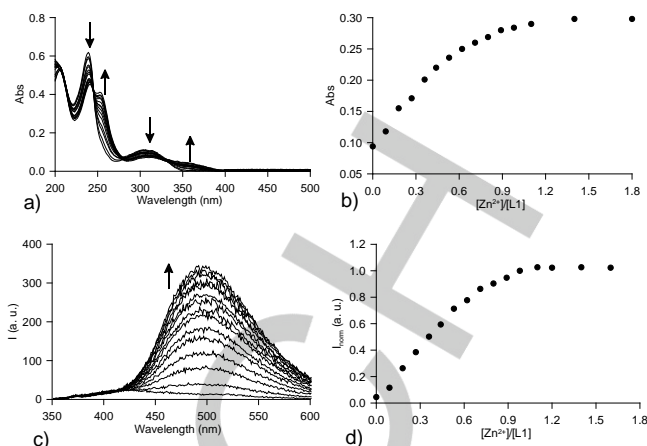 0.8
0.6
0.4
0.2
0.0
Abs
200 250 300 350 400 450 500
Wavelength (nm)
a)
0.30
0.25
0.20
0.15
0.10
0.05
Abs
0.0 0.3 0.6 0.9 1.2 1.5 1.8
[Zn²⁺]/[L1]
b)
400
300
200
100
0
I (a. u.)
350 400 450 500 550 600
Wavelength (nm)
c)
1.2
1.0
0.8
0.6
0.4
0.2
0.0
Inorm (a. u.)
0.0 0.3 0.6 0.9 1.2 1.5 1.8
[Zn²⁺]/[L1]
d)